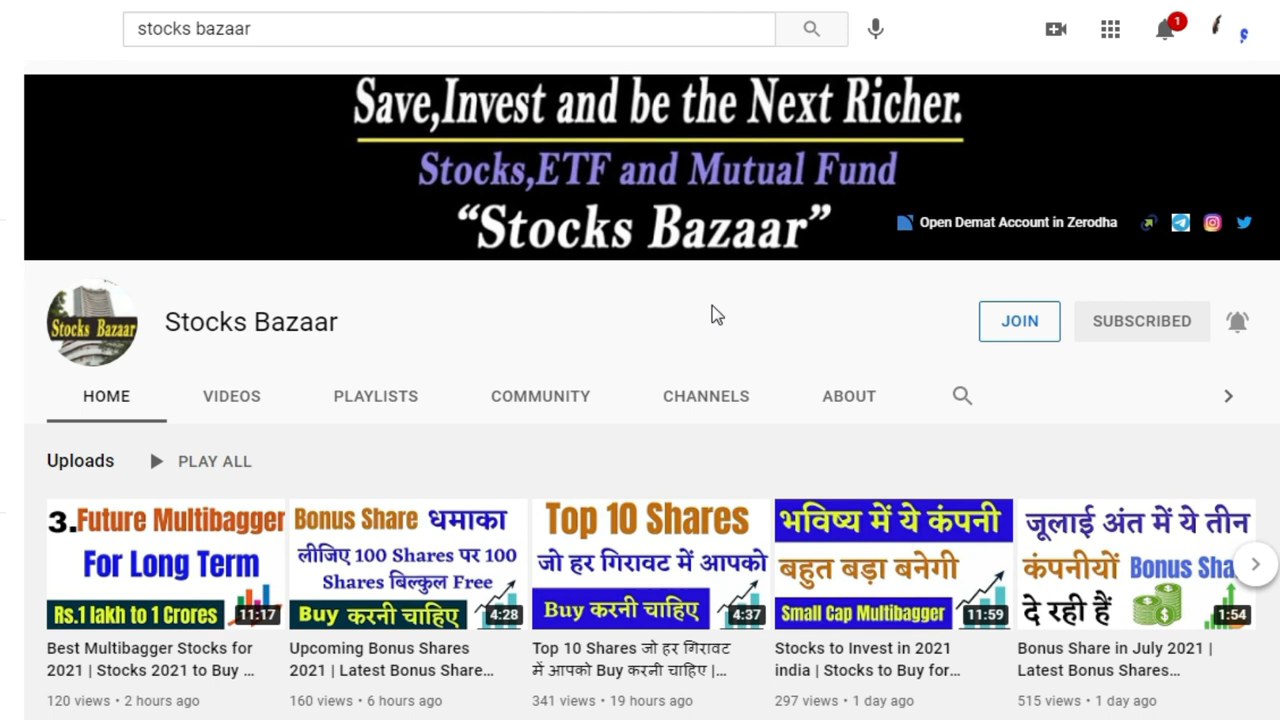 stocks bazaar
1
Save,Invest and be the Next Richer.
Stocks,ETF and Mutual Fund
“Stocks Bazaar”
Open Demat Account in Zerodha
Stocks Bazaar
Stocks Bazaar
JOIN
SUBSCRIBED
HOME
VIDEOS
PLAYLISTS
COMMUNITY
CHANNELS
ABOUT
Uploads
PLAY ALL
3.Future Multibagger
For Long Term
Rs.1 lakh to 1 Crores
11:17
Best Multibagger Stocks for
2021 | Stocks 2021 to Buy ...
120 views • 2 hours ago
Bonus Share धमाका
लीजिए 100 Shares पर 100
Shares बिल्कुल Free
Buy करनी चाहिए
4:28
Upcoming Bonus Shares
2021 | Latest Bonus Share...
160 views • 6 hours ago
Top 10 Shares
जो हर गिरावट में आपको
Buy करनी चाहिए
4:37
Top 10 Shares जो हर गिरावट
में आपको Buy करनी चाहिए |...
341 views • 19 hours ago
भविष्य में ये कंपनी
बहुत बड़ा बनेगी
Small Cap Multibagger
11:59
Stocks to Invest in 2021
india | Stocks to Buy for...
297 views • 1 day ago
जूलाई अंत में ये तीन
कंपनीयों Bonus Sha
दे रही हैं
1:54
Bonus Share in July 2021 |
Latest Bonus Shares...
515 views • 1 day ago